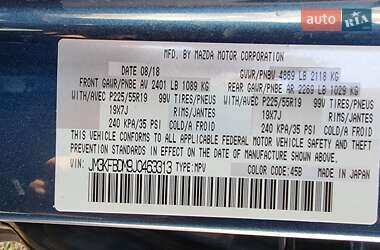 AUTO RIA
MFD. BY MAZDA MOTOR CORPORATION
DATE 08/18 GVWR/PNBV 4669 LB 2118 KG
FRONT GAWR/PNBE AV 2401 LB 1089 KG REAR GAWR/PNBE AR 2269 LB 1029 KG
WITH/AVEC P225/55R19 99V TIRES/PNEUS WITH/AVEC P225/55R19 99V TIRES/PNEUS
19X7J RIMS/JANTES 19X7J RIMS/JANTES
240 KPA/35 PSI COLD/A FROID 240 KPA/35 PSI COLD/A FROID
THIS VEHICLE CONFORMS TO ALL APPLICABLE FEDERAL MOTOR VEHICLE SAFETY, BUMPER, AND THEFT
PREVENTION STANDARDS IN EFFECT ON THE DATE OF MANUFACTURE SHOWN ABOVE.
VIN: JM3KFBDM9J0463313 TYPE:MPV COLOR 45B MADE IN JAPAN